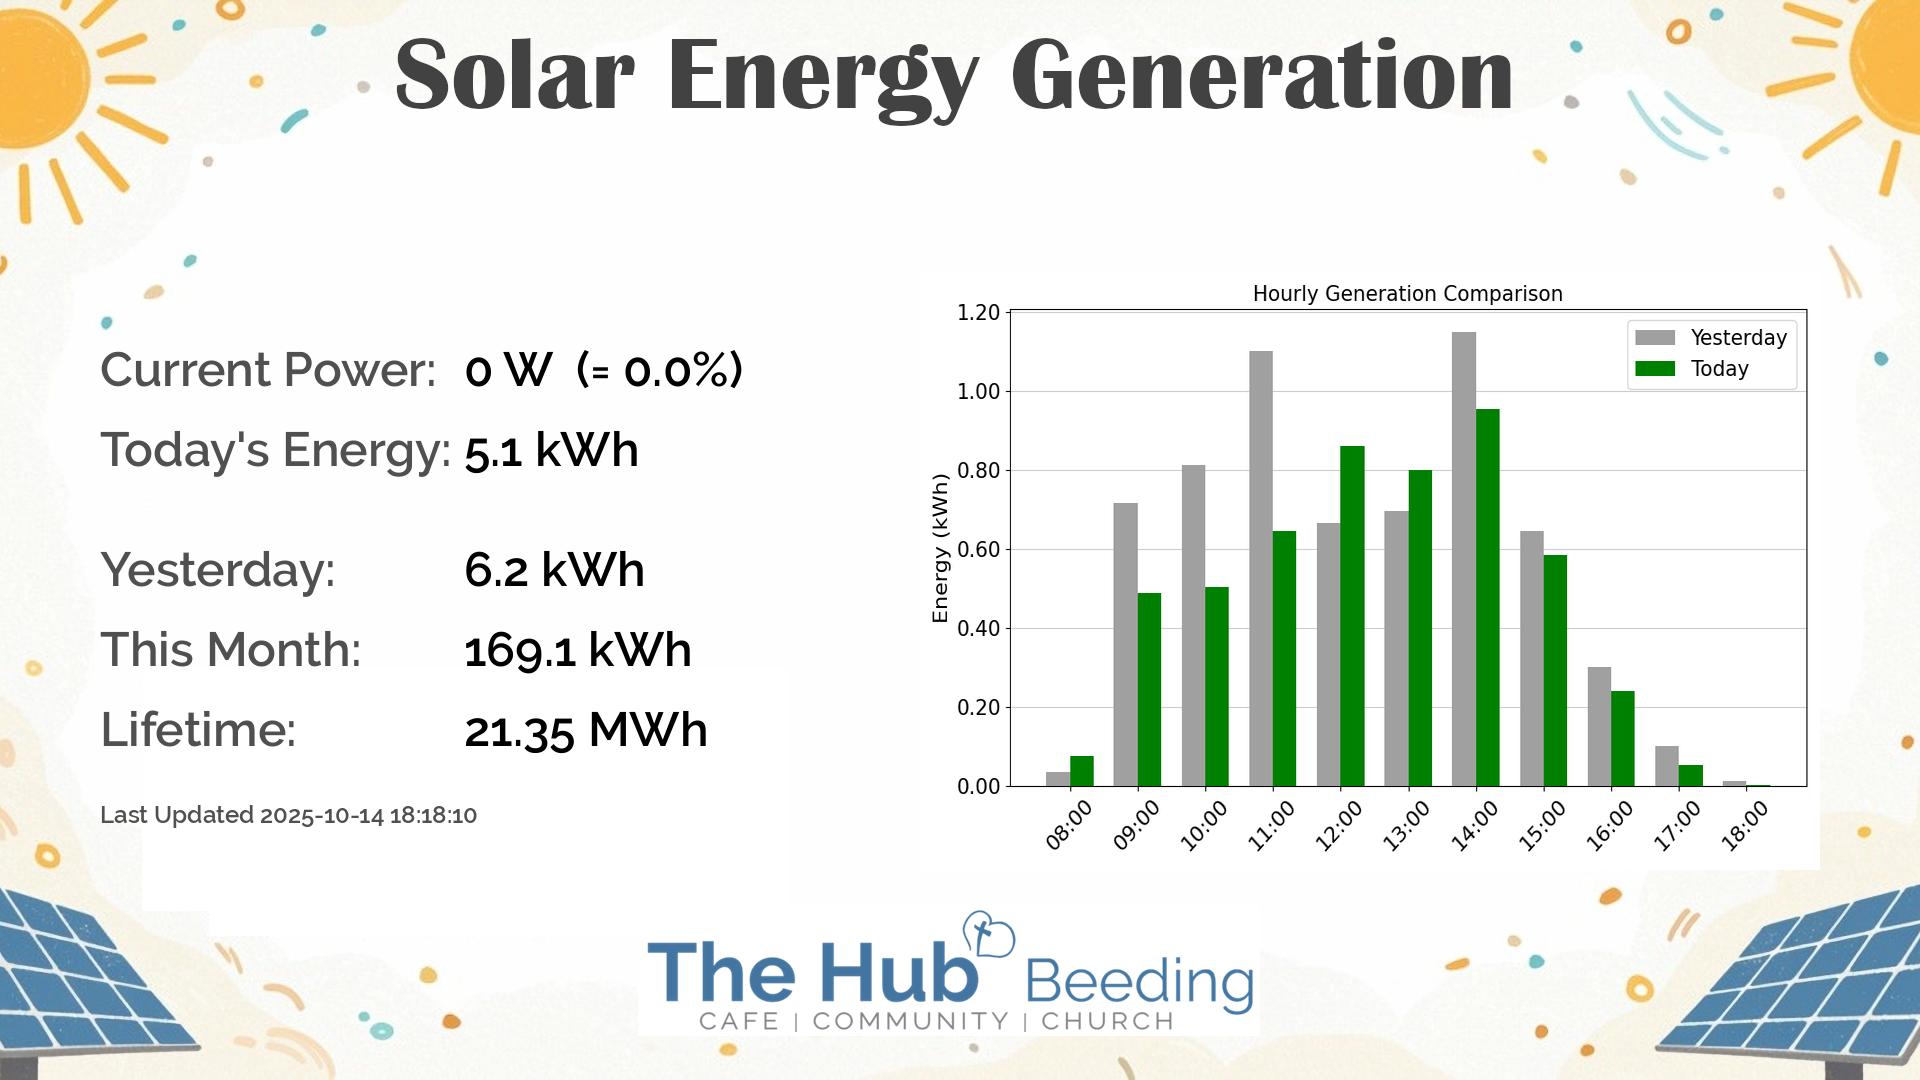 Solar Energy Generation
Current Power: 0 W (= 0.0%)
Today's Energy: 5.1 kWh
Yesterday: 6.2 kWh
This Month: 169.1 kWh
Lifetime: 21.35 MWh
Last Updated 2025-10-14 18:18:10
Hourly Generation Comparison
Yesterday
Today
Energy (kWh)
1.20
1.00
0.80
0.60
0.40
0.20
0.00
08:00 09:00 10:00 11:00 12:00 13:00 14:00 15:00 16:00 17:00 18:00
The Hub Beeding
CAFE | COMMUNITY | CHURCH